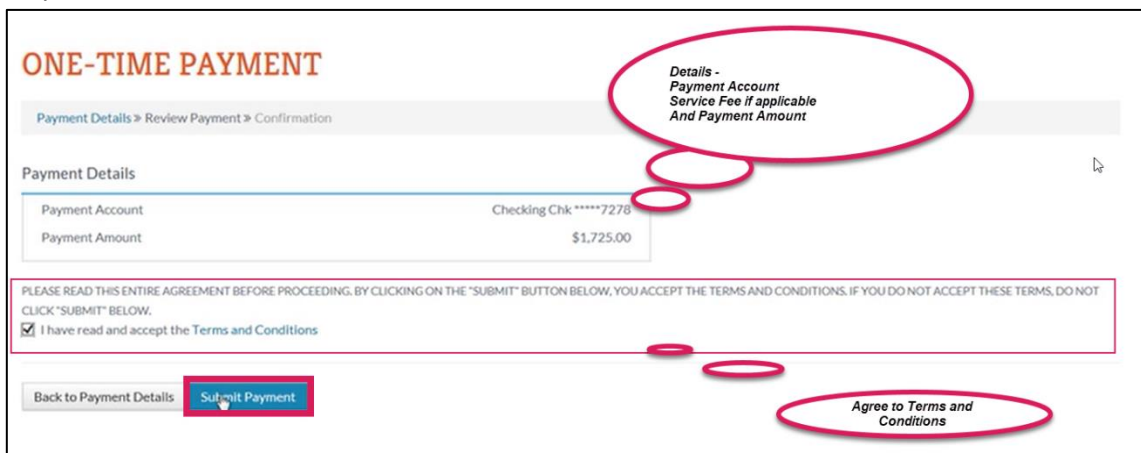 ONE-TIME PAYMENT
Details -
Payment Account
Service Fee if applicable
And Payment Amount
Payment Details » Review Payment » Confirmation
Payment Details
Payment Account Checking Chk *****7278
Payment Amount $1,725.00
PLEASE READ THIS ENTIRE AGREEMENT BEFORE PROCEEDING. BY CLICKING ON THE "SUBMIT" BUTTON BELOW, YOU ACCEPT THE TERMS AND CONDITIONS. IF YOU DO NOT ACCEPT THESE TERMS, DO NOT
CLICK "SUBMIT" BELOW.
I have read and accept the Terms and Conditions
Back to Payment Details Submit Payment
Agree to Terms and
Conditions